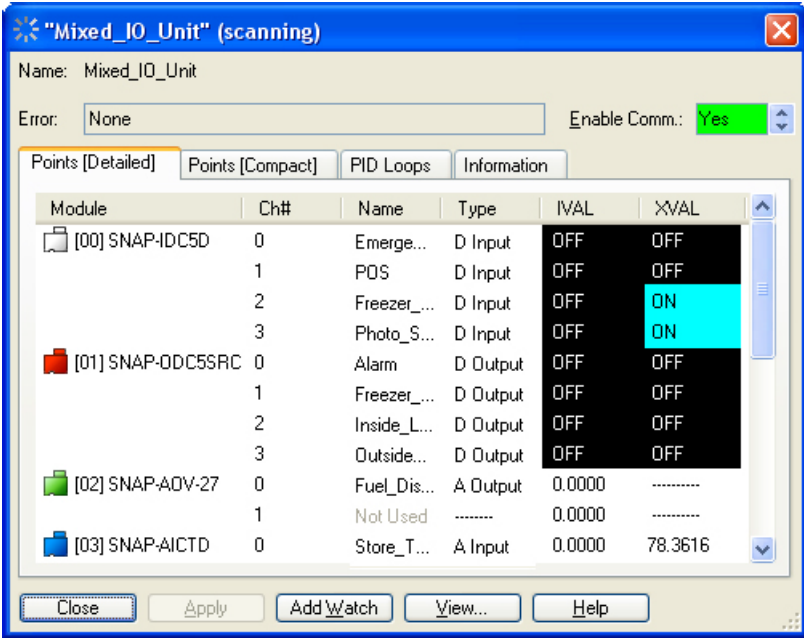 "Mixed_IO_Unit" (scanning)
Name: Mixed_IO_Unit
Error: None Enable Comm.: Yes
Points [Detailed] Points [Compact] PID Loops Information
Module Ch# Name Type IVAL XVAL
[00] SNAP-IDC5D 0 Emerge... D Input OFF OFF
1 POS D Input OFF OFF
2 Freezer_... D Input OFF ON
3 Photo_S... D Input OFF ON
[01] SNAP-ODC5SRC 0 Alarm D Output OFF OFF
1 Freezer_... D Output OFF OFF
2 Inside_L... D Output OFF OFF
3 Outside... D Output OFF OFF
[02] SNAP-AOV-27 0 Fuel_Dis... A Output 0.0000 ----------
1 Not Used -------- 0.0000 ----------
[03] SNAP-AICTD 0 Store_T... A Input 0.0000 78.3616
Close Apply Add Watch View... Help